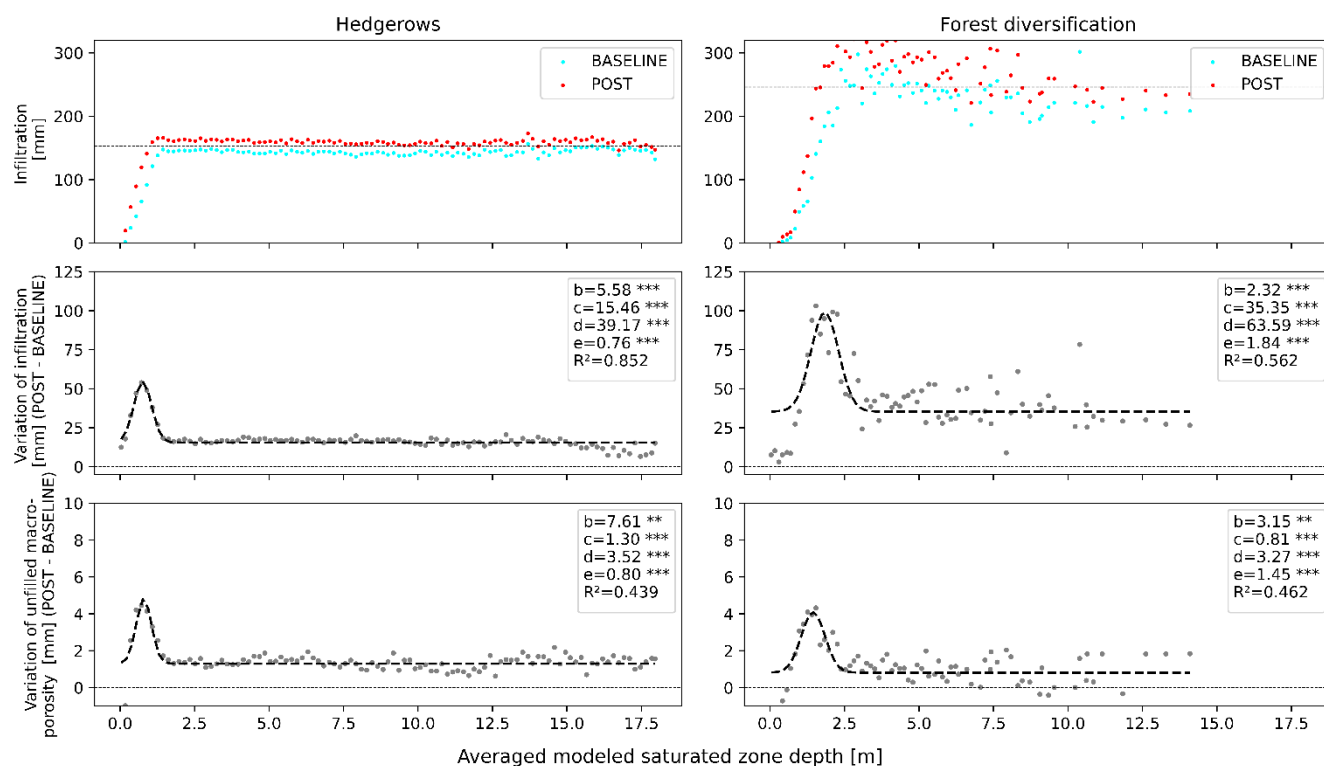 Hedgerows
Forest diversification
Infiltration
[mm]
300
200
100
0
BASELINE
POST
300
200
100
0
BASELINE
POST
Variation of infiltration
[mm] (POST - BASELINE)
125
100
75
50
25
0
b=5.58 ***
c=15.46 ***
d=39.17 ***
e=0.76 ***
R²=0.852
125
100
75
50
25
0
b=2.32 ***
c=35.35 ***
d=63.59 ***
e=1.84 ***
R²=0.562
Variation of unfilled macro-
porosity [mm] (POST - BASELINE)
10
8
6
4
2
0
b=7.61 **
c=1.30 ***
d=3.52 ***
e=0.80 ***
R²=0.439
0.0 2.5 5.0 7.5 10.0 12.5 15.0 17.5
10
8
6
4
2
0
b=3.15 **
c=0.81 ***
d=3.27 ***
e=1.45 ***
R²=0.462
0.0 2.5 5.0 7.5 10.0 12.5 15.0 17.5
Averaged modeled saturated zone depth [m]